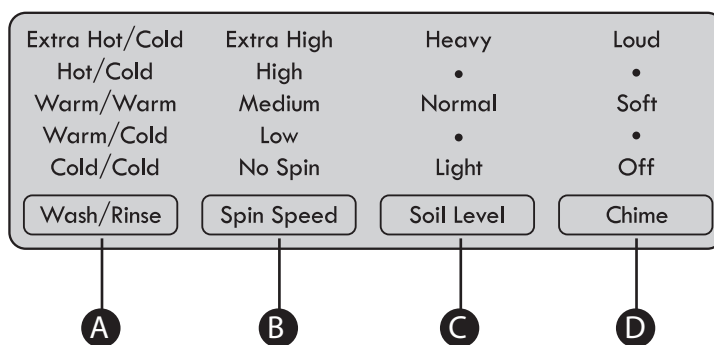 Extra Hot/Cold Extra High Heavy Loud
Hot/Cold High • •
Warm/Warm Medium Normal Soft
Warm/Cold Low • •
Cold/Cold No Spin Light Off
Wash/Rinse Spin Speed Soil Level Chime
A B C D